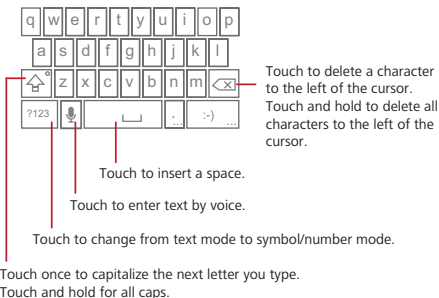 q w e r t y u i o p
a s d f g h j k l
z x c v b n m
?123 . ... :-) ...
Touch to delete a character
to the left of the cursor.
Touch and hold to delete all
characters to the left of the
cursor.
Touch to insert a space.
Touch to enter text by voice.
Touch to change from text mode to symbol/number mode.
Touch once to capitalize the next letter you type.
Touch and hold for all caps.